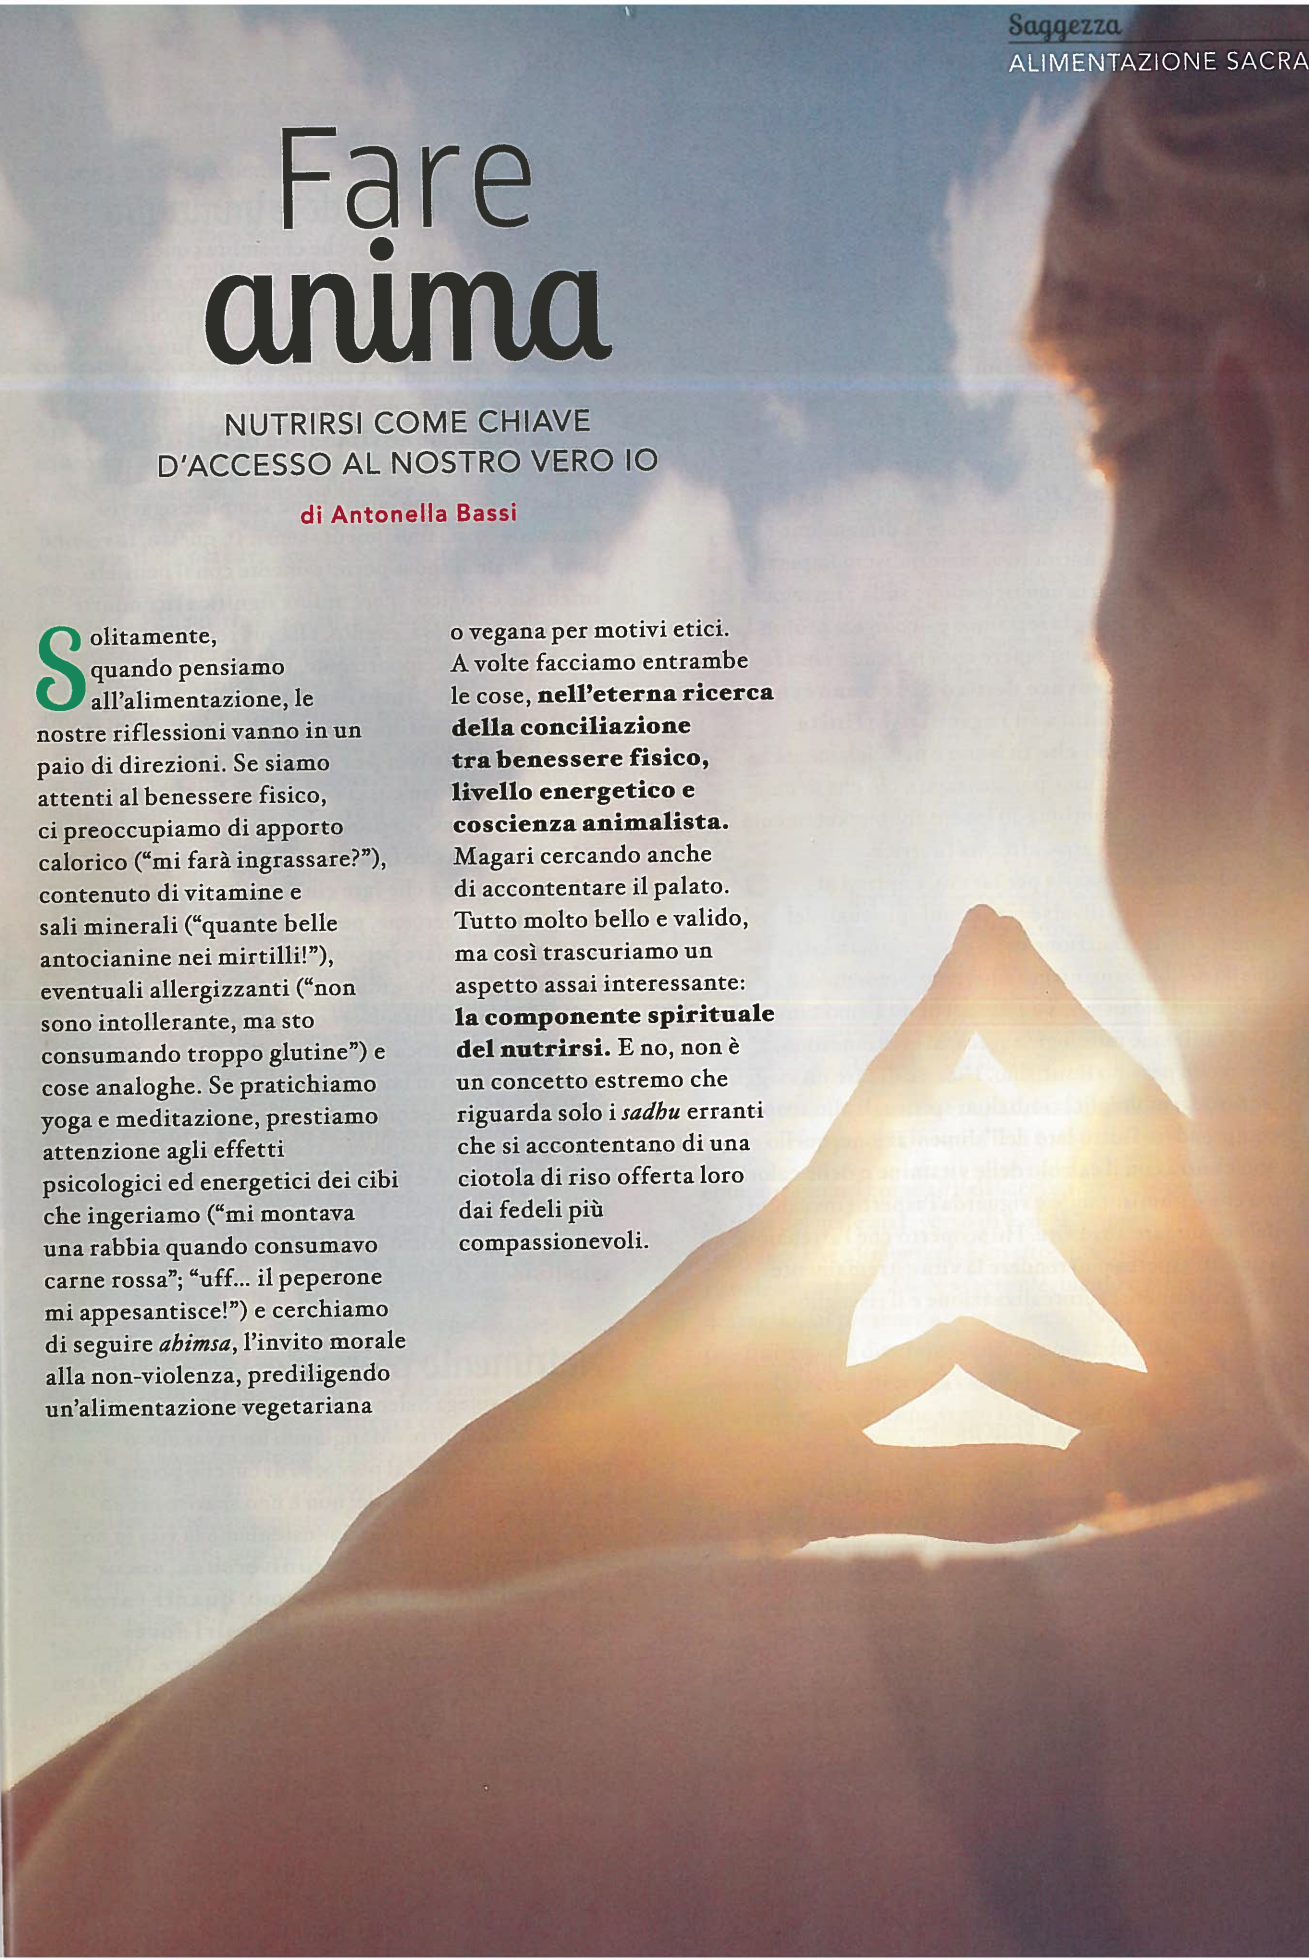 Saggezza
ALIMENTAZIONE SACRA
Fare
anima
NUTRIRSI COME CHIAVE
D'ACCESSO AL NOSTRO VERO IO
di Antonella Bassi
Solitamente,
quando pensiamo
all'alimentazione, le
nostre riflessioni vanno in un
paio di direzioni. Se siamo
attenti al benessere fisico,
ci preoccupiamo di apporto
calorico (“mi farà ingrassare?”),
contenuto di vitamine e
sali minerali (“quante belle
antocianine nei mirtilli!”),
eventuali allergizzanti (“non
sono intollerante, ma sto
consumando troppo glutine”) e
cose analoghe. Se pratichiamo
yoga e meditazione, prestiamo
attenzione agli effetti
psicologici ed energetici dei cibi
che ingeriamo (“mi montava
una rabbia quando consumavo
carne rossa”; “uff... il peperone
mi appesantisce!”) e cerchiamo
di seguire ahimsa, l'invito morale
alla non-violenza, prediligendo
un'alimentazione vegetariana
o vegana per motivi etici.
A volte facciamo entrambe
le cose, nell'eterna ricerca
della conciliazione
tra benessere fisico,
livello energetico e
coscienza animalista.
Magari cercando anche
di accontentare il palato.
Tutto molto bello e valido,
ma così trascuriamo un
aspetto assai interessante:
la componente spirituale
del nutrirsi. E no, non è
un concetto estremo che
riguarda solo i sadhu erranti
che si accontentano di una
ciotola di riso offerta loro
dai fedeli più
compassionevoli.